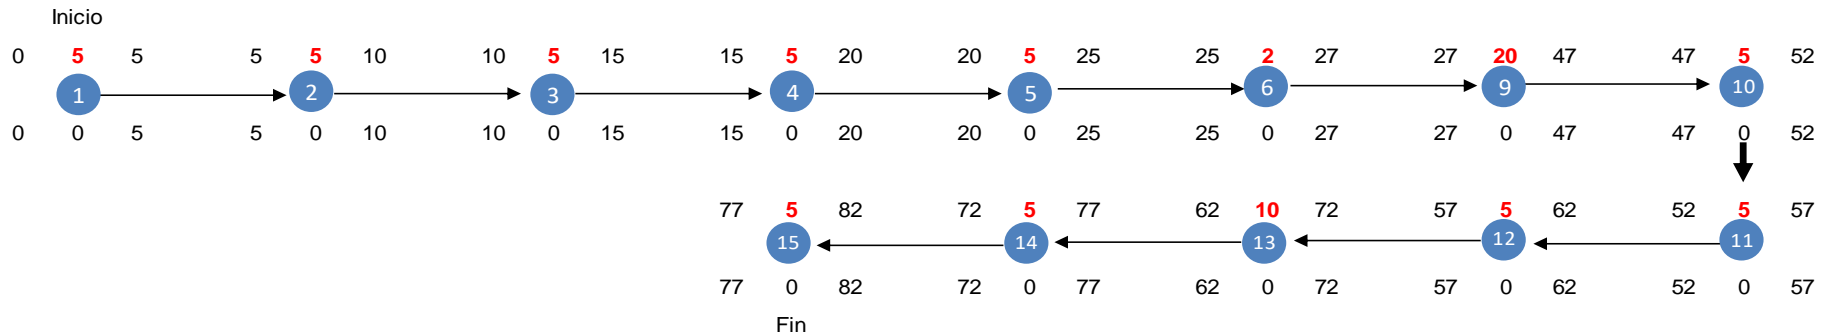 Inicio
0 5 5 5 5 10 10 5 15 15 5 20 20 5 25 25 2 27 27 20 47 47 5 52
1 2 3 4 5 6 9 10
0 0 5 5 0 10 10 0 15 15 0 20 20 0 25 25 0 27 27 0 47 47 0 52
77 5 82 72 5 77 62 10 72 57 5 62 52 5 57
15 14 13 12 11
77 0 82 72 0 77 62 0 72 57 0 62 52 0 57
Fin